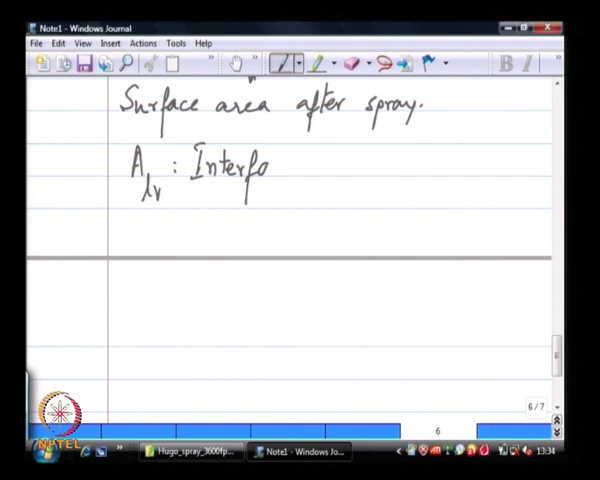 Note1 - Windows Journal
File Edit View Insert Actions Tools Help
B I
Surface area after spray.
A lv : Interfa
6 / 7
6
NPTEL
Hugo_spray_3600fp...
Note1 - Windows Jo...
13:34